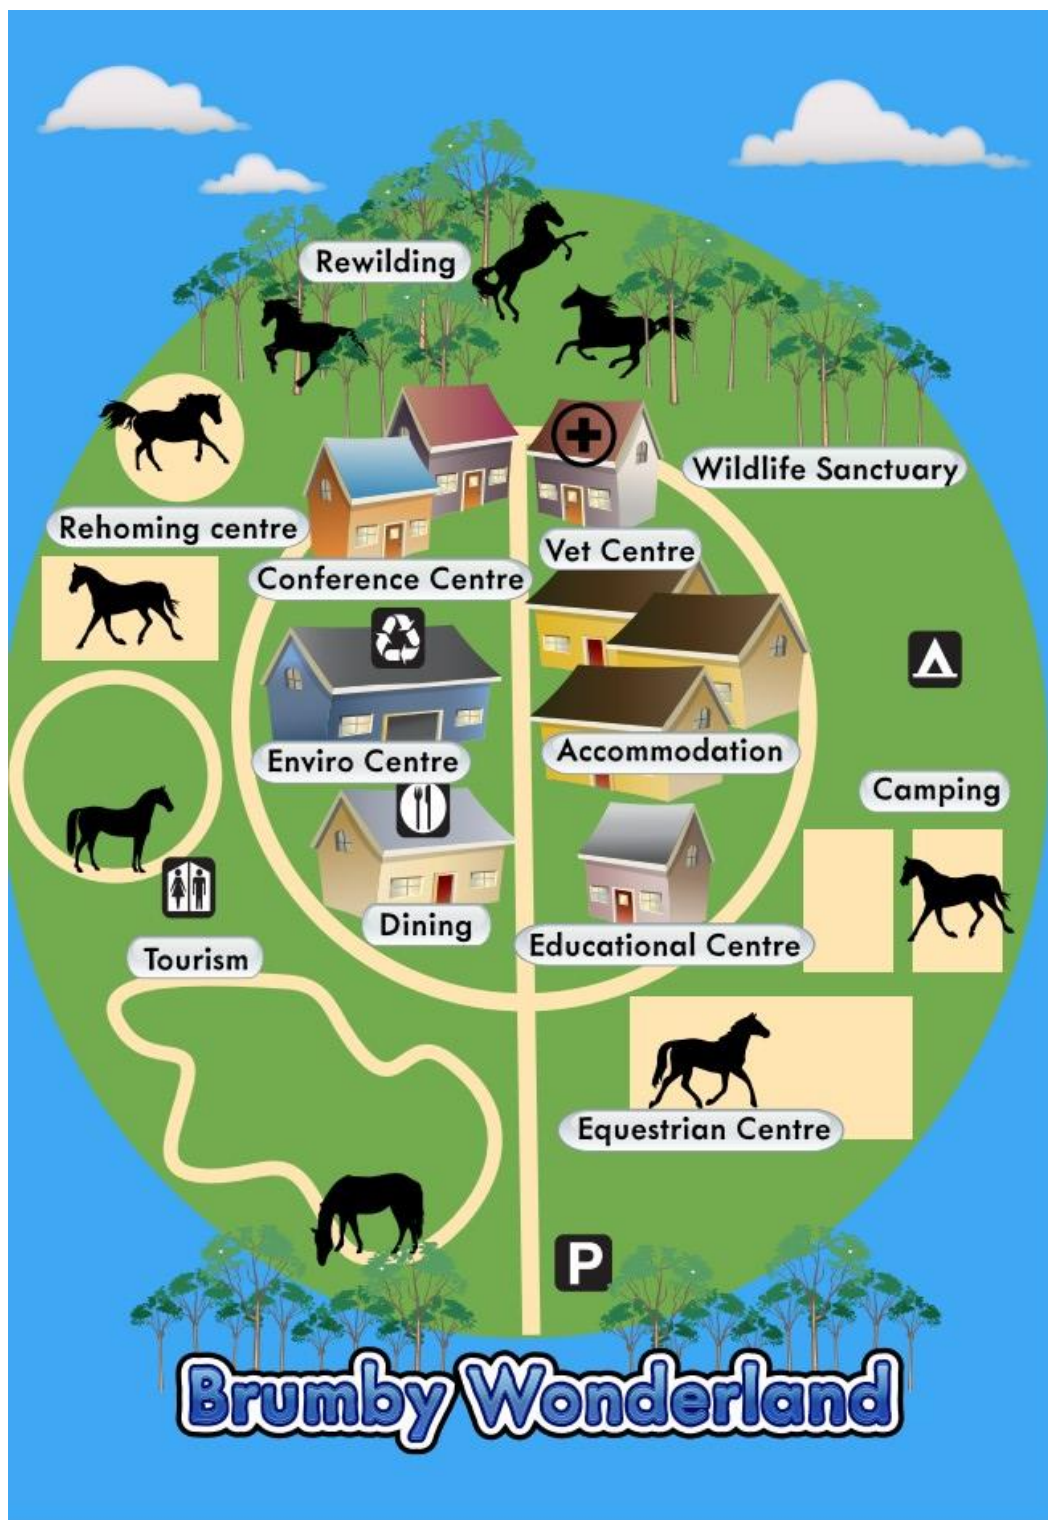 Rewilding
Wildlife Sanctuary
Rehoming centre
Vet Centre
Conference Centre
Enviro Centre
Accommodation
Camping
Dining
Educational Centre
Tourism
Equestrian Centre
P
Brumby Wonderland